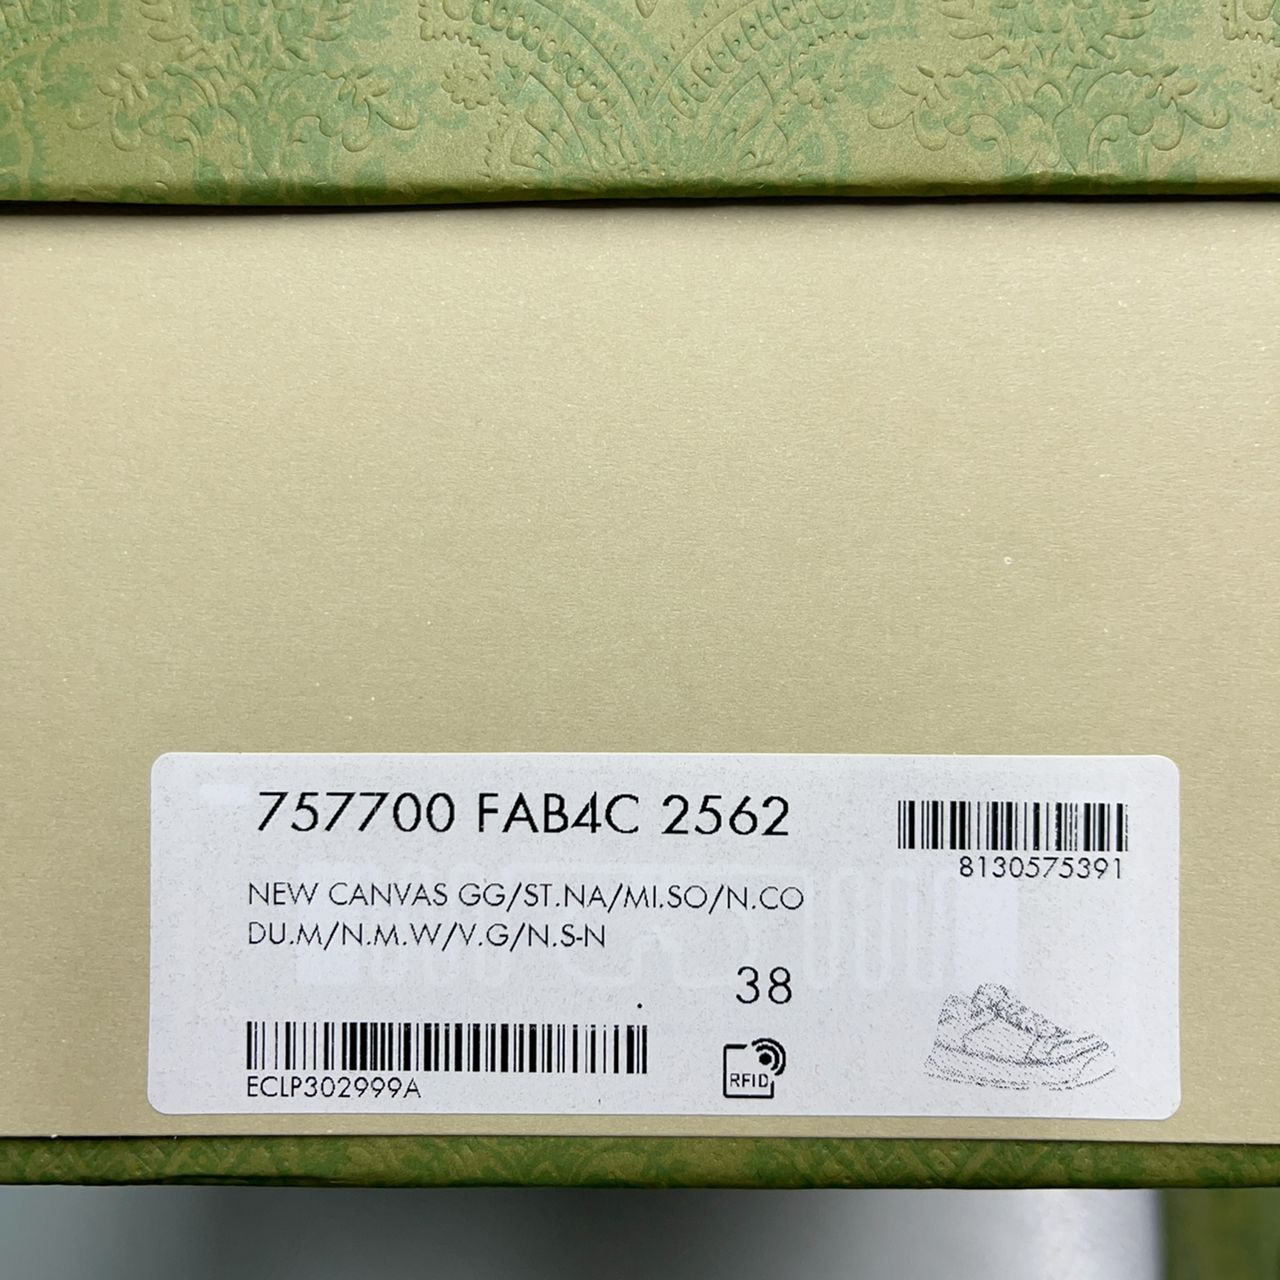 757700 FAB4C 2562
8130575391
NEW CANVAS GG/ST.NA/MI.SO/N.CO
DU.M/N.M.W/V.G/N.S-N
38
ECLP302999A
RFID